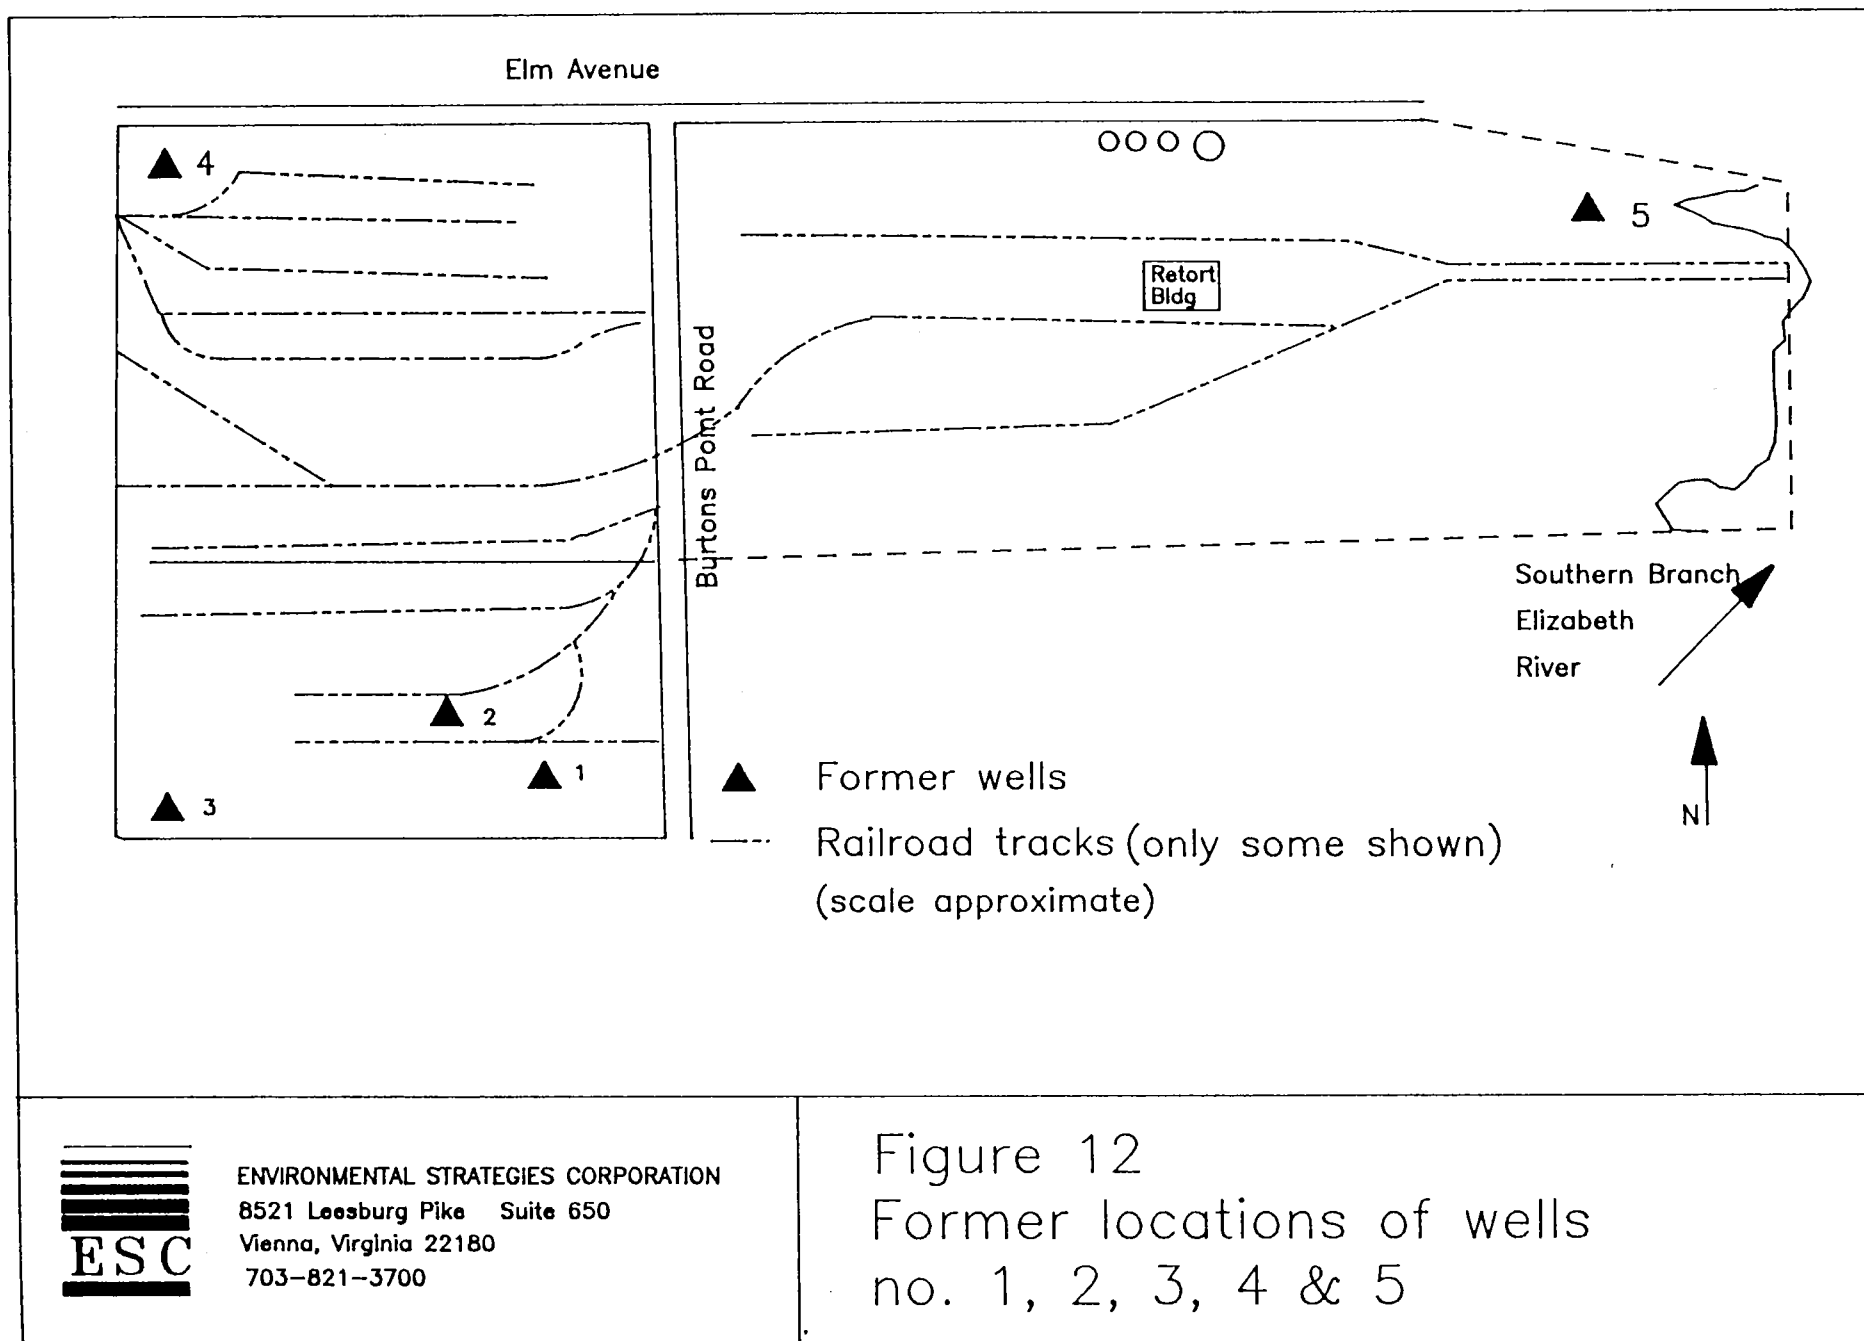 Elm Avenue
4
5
Retort
Bldg
Burtons Point Road
Southern Branch
Elizabeth
River
2
1
3
N
Former wells
Railroad tracks (only some shown)
(scale approximate)
ESC
ENVIRONMENTAL STRATEGIES CORPORATION
8521 Leesburg Pike Suite 650
Vienna, Virginia 22180
703-821-3700
Figure 12
Former locations of wells
no. 1, 2, 3, 4 & 5